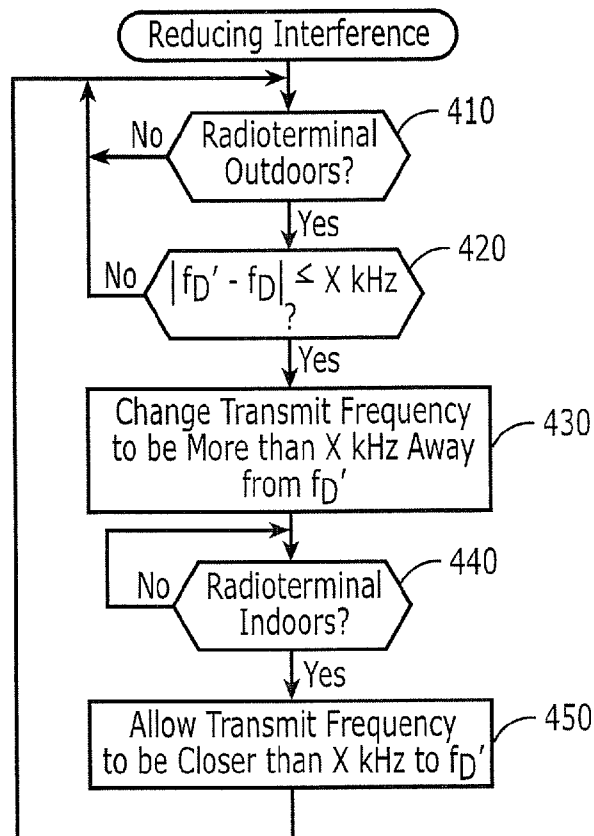 Reducing Interference
410
No
Radioterminal
Outdoors?
Yes
420
No
|fD' - fD| ≤ X kHz
?
Yes
Change Transmit Frequency
to be More than X kHz Away
from fD'
430
440
No
Radioterminal
Indoors?
Yes
450
Allow Transmit Frequency
to be Closer than X kHz to fD'